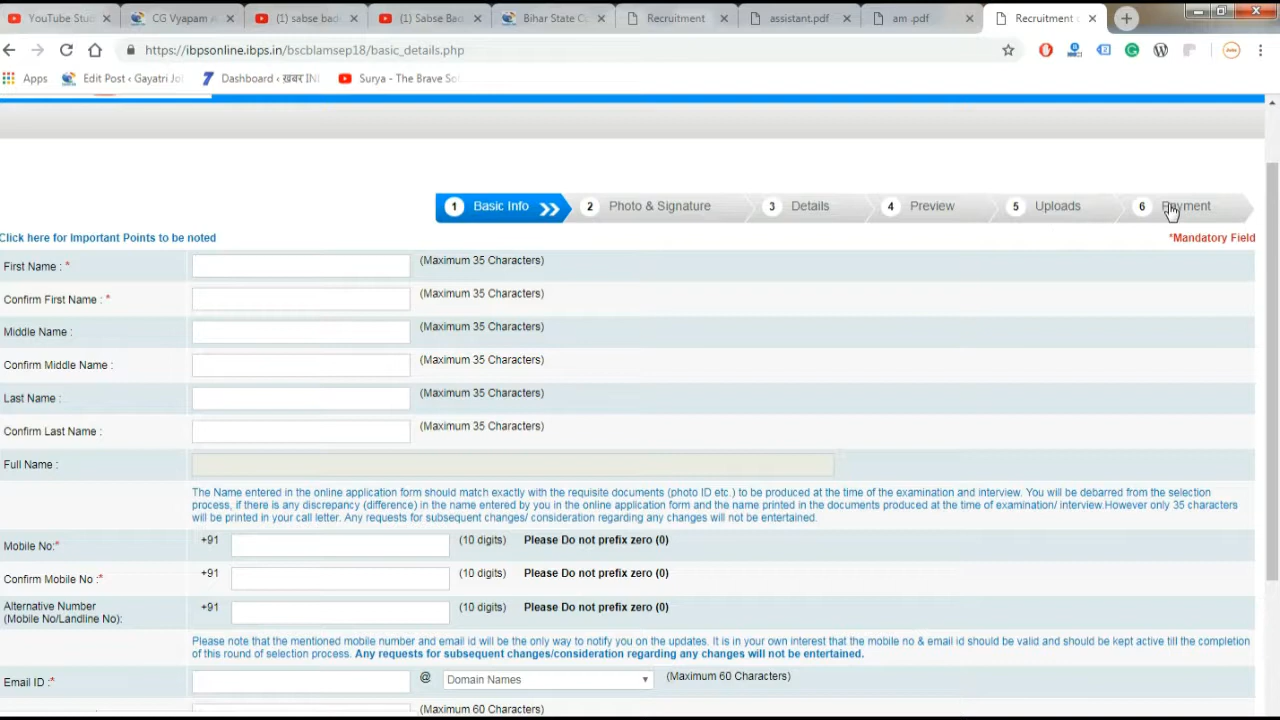 YouTube Stud
CG Vyapam A
(1) sabse bad
(1) Sabse Bad
Bihar State C
Recruitment
assistant.pdf
am .pdf
Recruitment
https://ibpsonline.ibps.in/bscblamsep18/basic_details.php
Apps
Edit Post ‹ Gayatri Jo
Dashboard ‹ ख़बर INI
Surya - The Brave So
1 Basic Info
2 Photo & Signature
3 Details
4 Preview
5 Uploads
6 Payment
Click here for Important Points to be noted
*Mandatory Field
First Name : *
(Maximum 35 Characters)
Confirm First Name : *
(Maximum 35 Characters)
Middle Name :
(Maximum 35 Characters)
Confirm Middle Name :
(Maximum 35 Characters)
Last Name :
(Maximum 35 Characters)
Confirm Last Name :
(Maximum 35 Characters)
Full Name :
The Name entered in the online application form should match exactly with the requisite documents (photo ID etc.) to be produced at the time of the examination and interview. You will be debarred from the selection
process, if there is any discrepancy (difference) in the name entered by you in the online application form and the name printed in the documents produced at the time of examination/ interview.However only 35 characters
will be printed in your call letter. Any requests for subsequent changes/ consideration regarding any changes will not be entertained.
Mobile No:*
+91
(10 digits)
Please Do not prefix zero (0)
Confirm Mobile No :*
+91
(10 digits)
Please Do not prefix zero (0)
Alternative Number
(Mobile No/Landline No):
+91
(10 digits)
Please Do not prefix zero (0)
Please note that the mentioned mobile number and email id will be the only way to notify you on the updates. It is in your own interest that the mobile no & email id should be valid and should be kept active till the completion
of this round of selection process. Any requests for subsequent changes/consideration regarding any changes will not be entertained.
Email ID :*
@
Domain Names
(Maximum 60 Characters)
(Maximum 60 Characters)